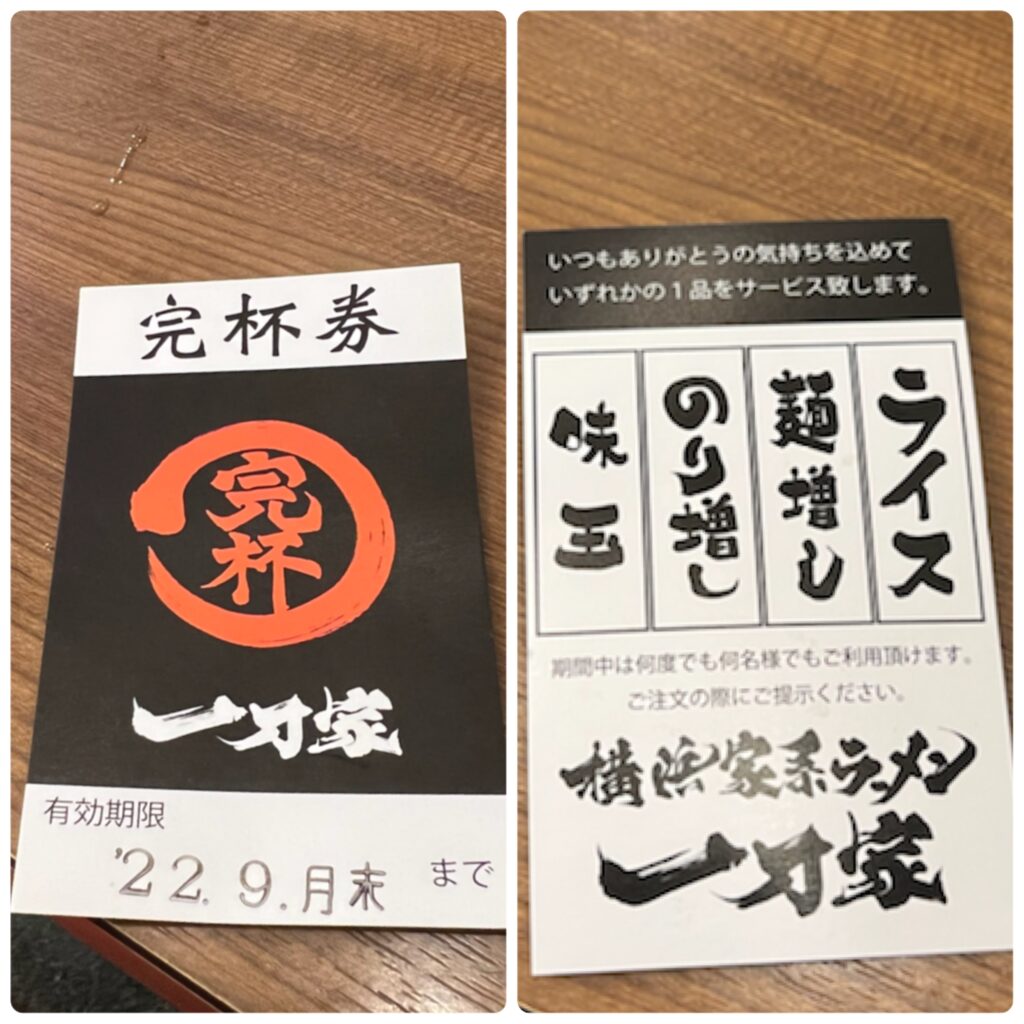 完杯券
完杯
一才家
有効期限
'22.9.月末 まで
いつもありがとうの気持ちを込めて
いずれかの1品をサービス致します。
ライス
麺増し
のり増し
味玉
期間中は何度でも何名様でもご利用頂けます。
ご注文の際にご提示ください。
横浜家系ラーメン
一才家